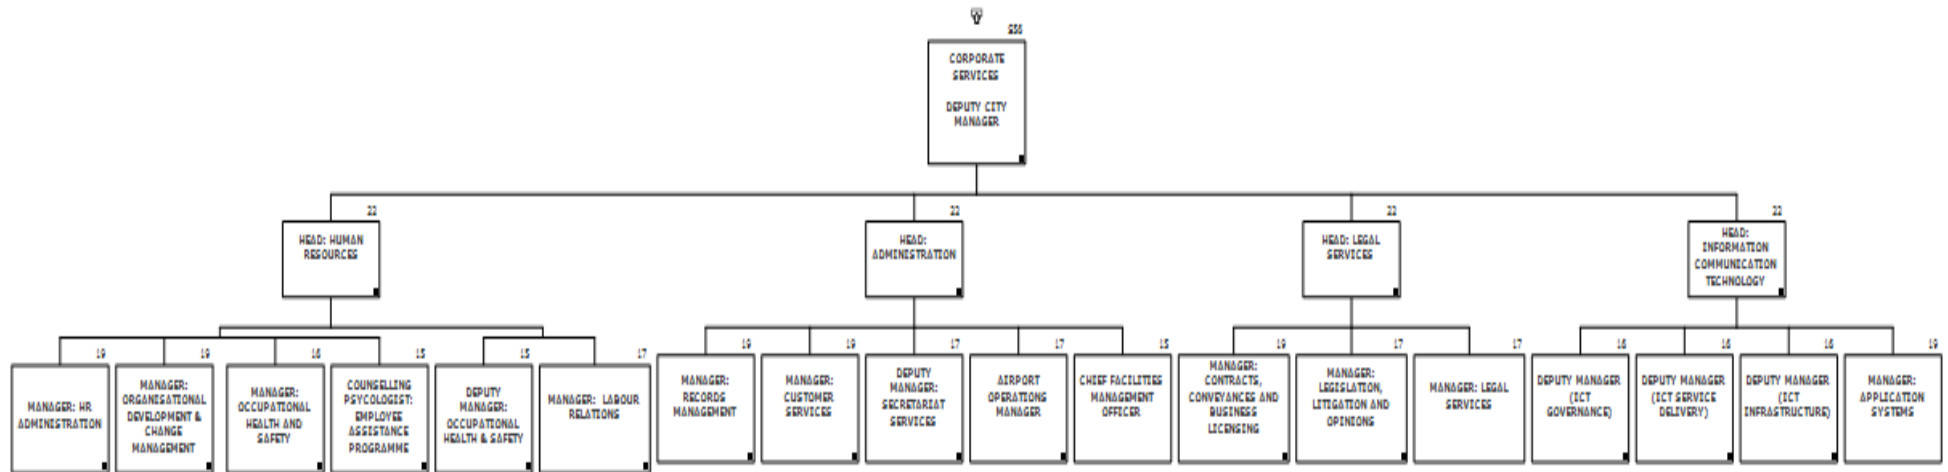 S56
CORPORATE
SERVICES
DEPUTY CITY
MANAGER
22
HEAD: HUMAN
RESOURCES
22
HEAD:
ADMINISTRATION
22
HEAD: LEGAL
SERVICES
22
HEAD:
INFORMATION
COMMUNICATION
TECHNOLOGY
19
MANAGER: HR
ADMINISTRATION
19
MANAGER:
ORGANISATIONAL
DEVELOPMENT &
CHANGE
MANAGEMENT
16
MANAGER:
OCCUPATIONAL
HEALTH AND
SAFETY
15
COUNSELLING
PSYCOLOGIST:
EMPLOYEE
ASSISTANCE
PROGRAMME
15
DEPUTY
MANAGER:
OCCUPATIONAL
HEALTH & SAFETY
17
MANAGER: LABOUR
RELATIONS
19
MANAGER:
RECORDS
MANAGEMENT
19
MANAGER:
CUSTOMER
SERVICES
17
DEPUTY
MANAGER:
SECRETARIAT
SERVICES
17
AIRPORT
OPERATIONS
MANAGER
15
CHIEF FACILITIES
MANAGEMENT
OFFICER
19
MANAGER:
CONTRACTS,
CONVEYANCES AND
BUSINESS
LICENSING
17
MANAGER:
LEGISLATION,
LITIGATION AND
OPINIONS
17
MANAGER: LEGAL
SERVICES
16
DEPUTY MANAGER
(ICT
GOVERNANCE)
16
DEPUTY MANAGER
(ICT SERVICE
DELIVERY)
16
DEPUTY MANAGER
(ICT
INFRASTRUCTURE)
19
MANAGER:
APPLICATION
SYSTEMS